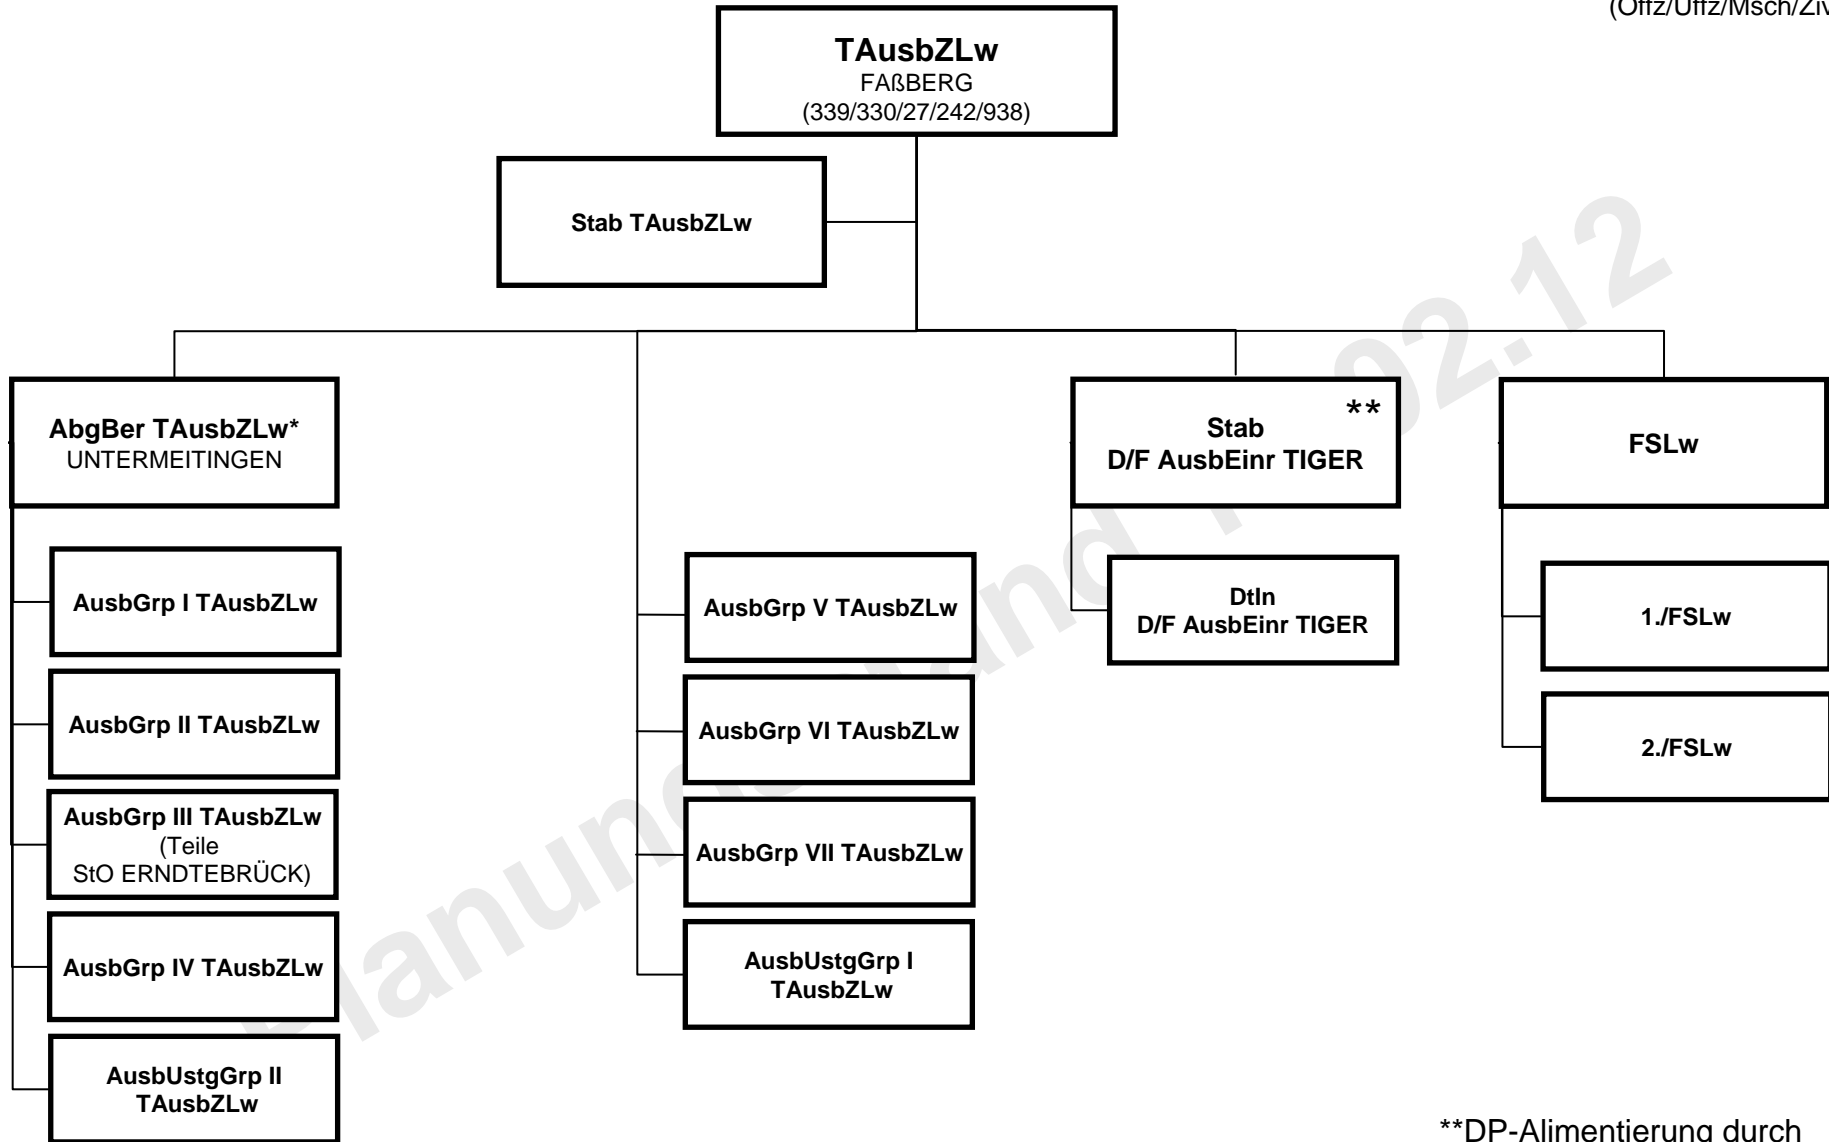 (Offz/Uffz/Msch/Ziv
TAusbZLw
FAßBERG
(339/330/27/242/938)
Stab TAusbZLw
AbgBer TAusbZLw*
UNTERMEITINGEN
**
Stab
D/F AusbEinr TIGER
FSLw
AusbGrp I TAusbZLw
AusbGrp II TAusbZLw
AusbGrp III TAusbZLw
(Teile
StO ERNDTEBRÜCK)
AusbGrp IV TAusbZLw
AusbUstgGrp II
TAusbZLw
AusbGrp V TAusbZLw
AusbGrp VI TAusbZLw
AusbGrp VII TAusbZLw
AusbUstgGrp I
TAusbZLw
DtIn
D/F AusbEinr TIGER
1./FSLw
2./FSLw
**DP-Alimentierung durch